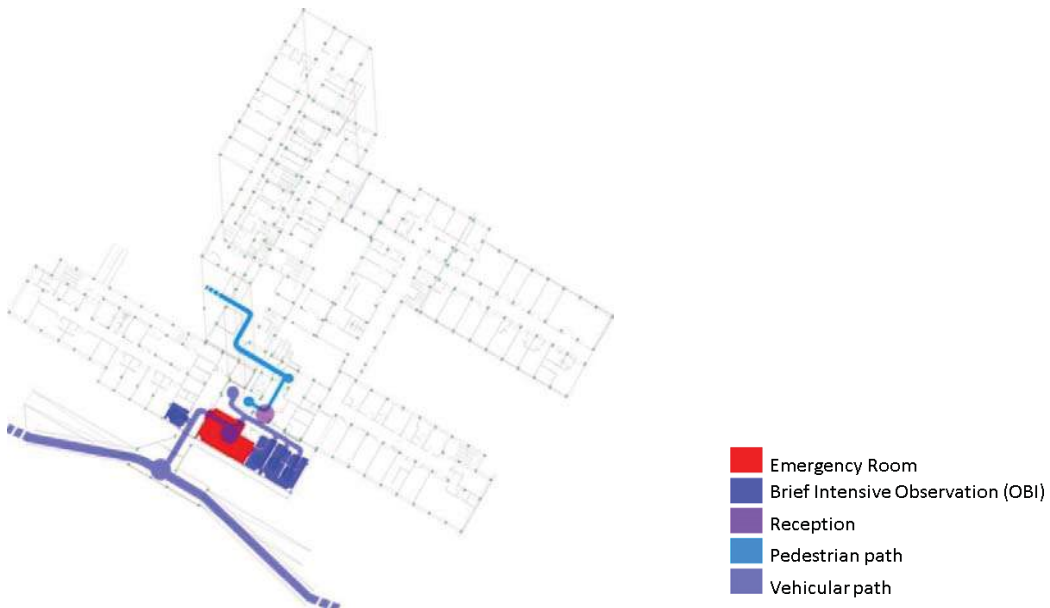 Emergency Room
Brief Intensive Observation (OBI)
Reception
Pedestrian path
Vehicular path